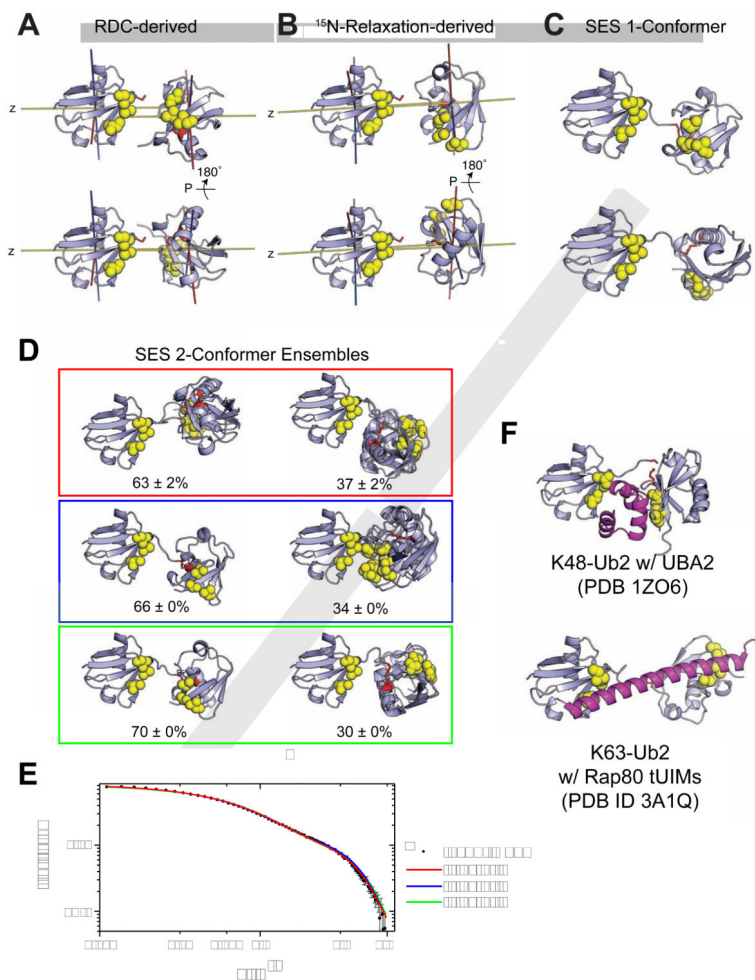 A
RDC-derived
B
¹⁵N-Relaxation-derived
C
SES 1-Conformer
z
z
180°
P
180°
P
z
z
D
SES 2-Conformer Ensembles
63 ± 2%
37 ± 2%
66 ± 0%
34 ± 0%
70 ± 0%
30 ± 0%
F
K48-Ub2 w/ UBA2
(PDB 1ZO6)
K63-Ub2
w/ Rap80 tUIMs
(PDB ID 3A1Q)
E